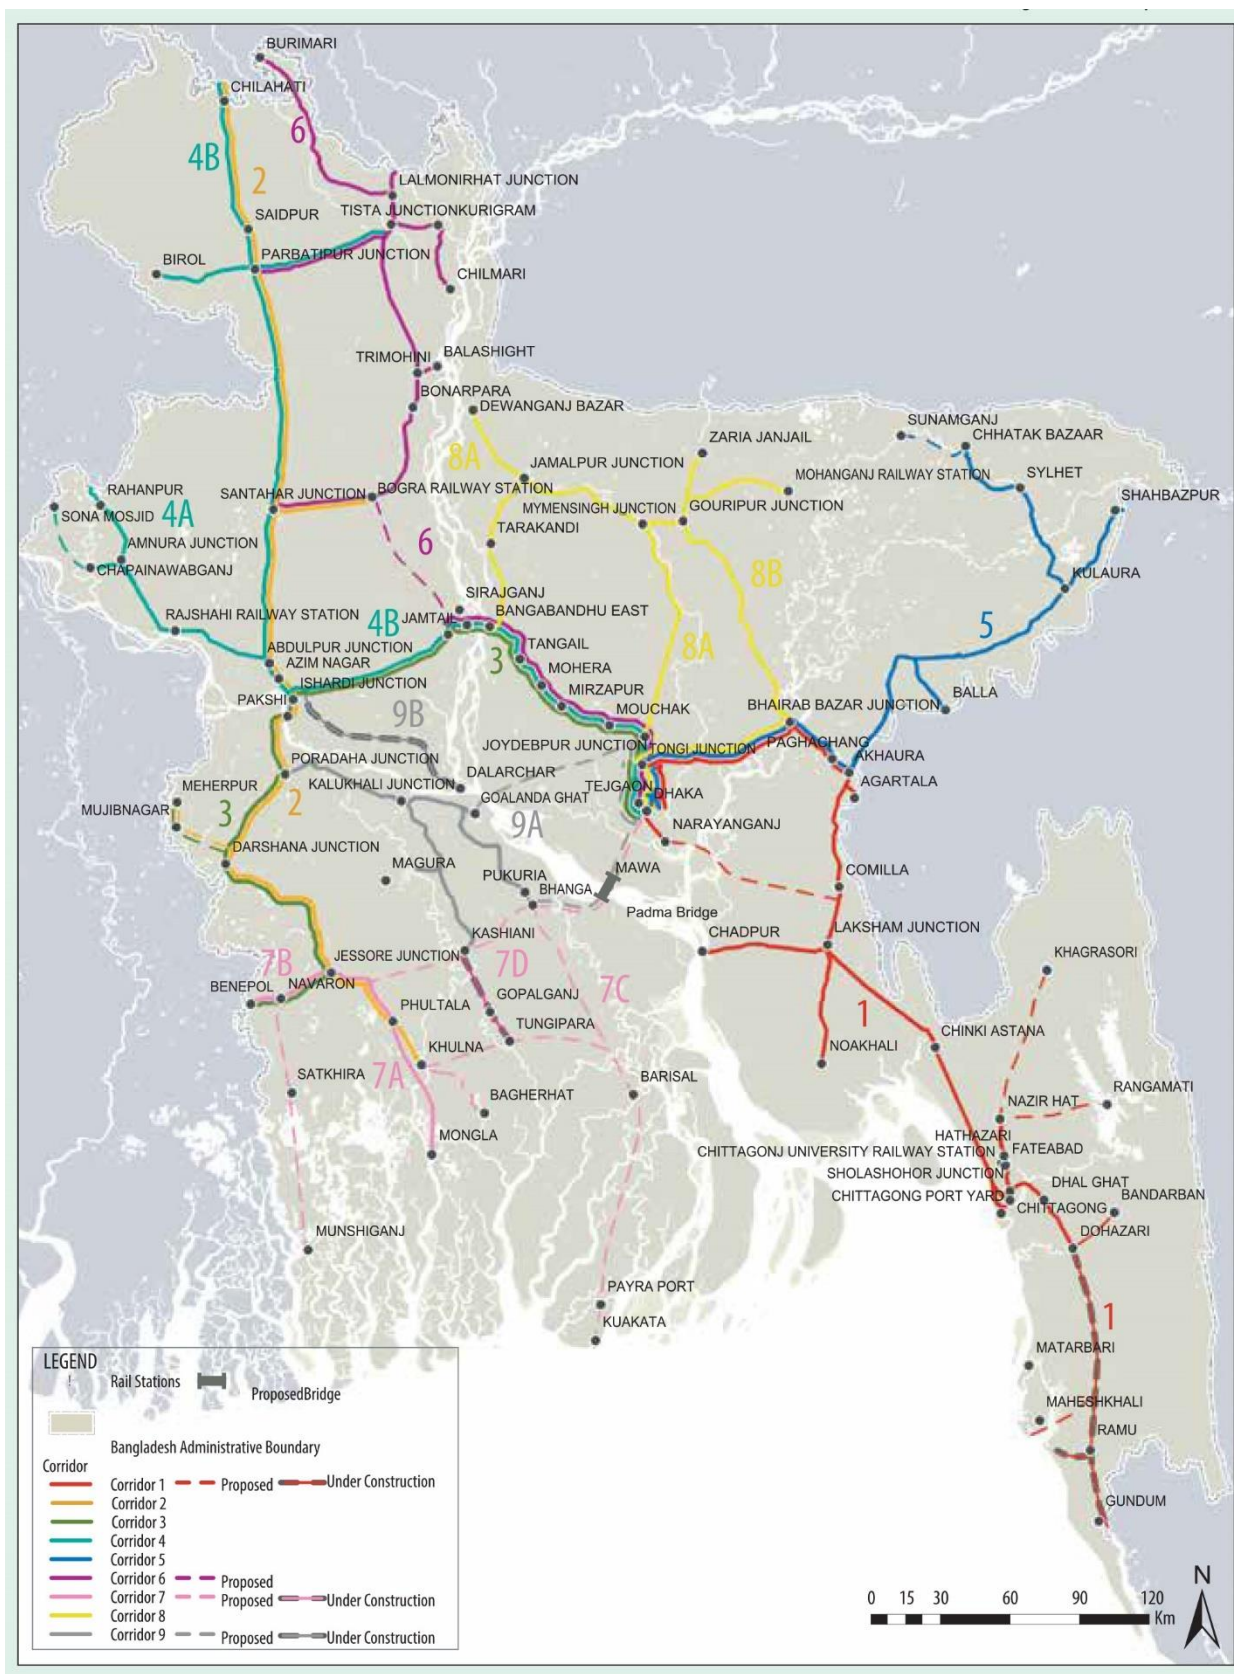 BURIMARI
CHILAHATI
6
4B
2
LALMONIRHAT JUNCTION
SAIDPUR
TISTA JUNCTION
KURIGRAM
BIROL
PARBATIPUR JUNCTION
CHILMARI
TRIMOHINI
BALASHIGHT
BONARPARA
DEWANGANJ BAZAR
SUNAMGANJ
ZARIA JANJAIL
CHHATAK BAZAAR
8A
JAMALPUR JUNCTION
MOHANGANJ RAILWAY STATION
SYLHET
RAHANPUR
SANTAHAR JUNCTION
BOGRA RAILWAY STATION
SHAHBAZPUR
SONA MOSJID
4A
MYMENSINGH JUNCTION
GOURIPUR JUNCTION
TARAKANDI
AMNURA JUNCTION
6
CHAPAINAWABGANJ
8B
KULAURA
RAJSHAHI RAILWAY STATION
SIRAJGANJ
4B
JAMTAIL
BANGABANDHU EAST
5
ABDULPUR JUNCTION
TANGAIL
8A
AZIM NAGAR
3
MOHERA
ISHARDI JUNCTION
MIRZAPUR
BALLA
PAKSHI
9B
MOUCHAK
BHAIRAB BAZAR JUNCTION
JOYDEBPUR JUNCTION
TONGI JUNCTION
PAGHACHANG
PORADAHA JUNCTION
AKHAURA
MEHERPUR
KALUKHALI JUNCTION
DALARCHAR
TEJGAON
AGARTALA
MUJIBNAGAR
3
2
GOALANDA GHAT
DHAKA
9A
NARAYANGANJ
DARSHANA JUNCTION
MAGURA
PUKURIA
MAWA
COMILLA
BHANGA
Padma Bridge
KASHIANI
CHADPUR
LAKSHAM JUNCTION
JESSORE JUNCTION
KHAGRASORI
7B
7D
BENEPOL
NAVARON
GOPALGANJ
7C
PHULTALA
TUNGIPARA
1
CHINKI ASTANA
NOAKHALI
KHULNA
7A
SATKHIRA
BARISAL
RANGAMATI
BAGHERHAT
NAZIR HAT
MONGLA
HATHAZARI
CHITTAGONJ UNIVERSITY RAILWAY STATION
FATEABAD
SHOLASHOHOR JUNCTION
DHAL GHAT
CHITTAGONG PORT YARD
BANDARBAN
CHITTAGONG
DOHAZARI
MUNSHIGANJ
PAYRA PORT
KUAKATA
1
MATARBARI
MAHESHKHALI
RAMU
GUNDUM
LEGEND
Rail Stations
ProposedBridge
Bangladesh Administrative Boundary
Corridor
Corridor 1 Proposed Under Construction
Corridor 2
Corridor 3
Corridor 4
Corridor 5
Corridor 6 Proposed
Corridor 7 Proposed Under Construction
Corridor 8
Corridor 9 Proposed Under Construction
0 15 30 60 90 120
Km
N